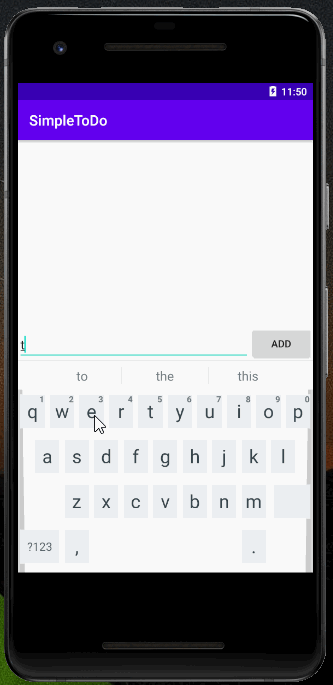 11:50
SimpleToDo
t
ADD
to the this
1 2 3 4 5 6 7 8 9 0
q w e r t y u i o p
a s d f g h j k l
z x c v b n m
?123 , .